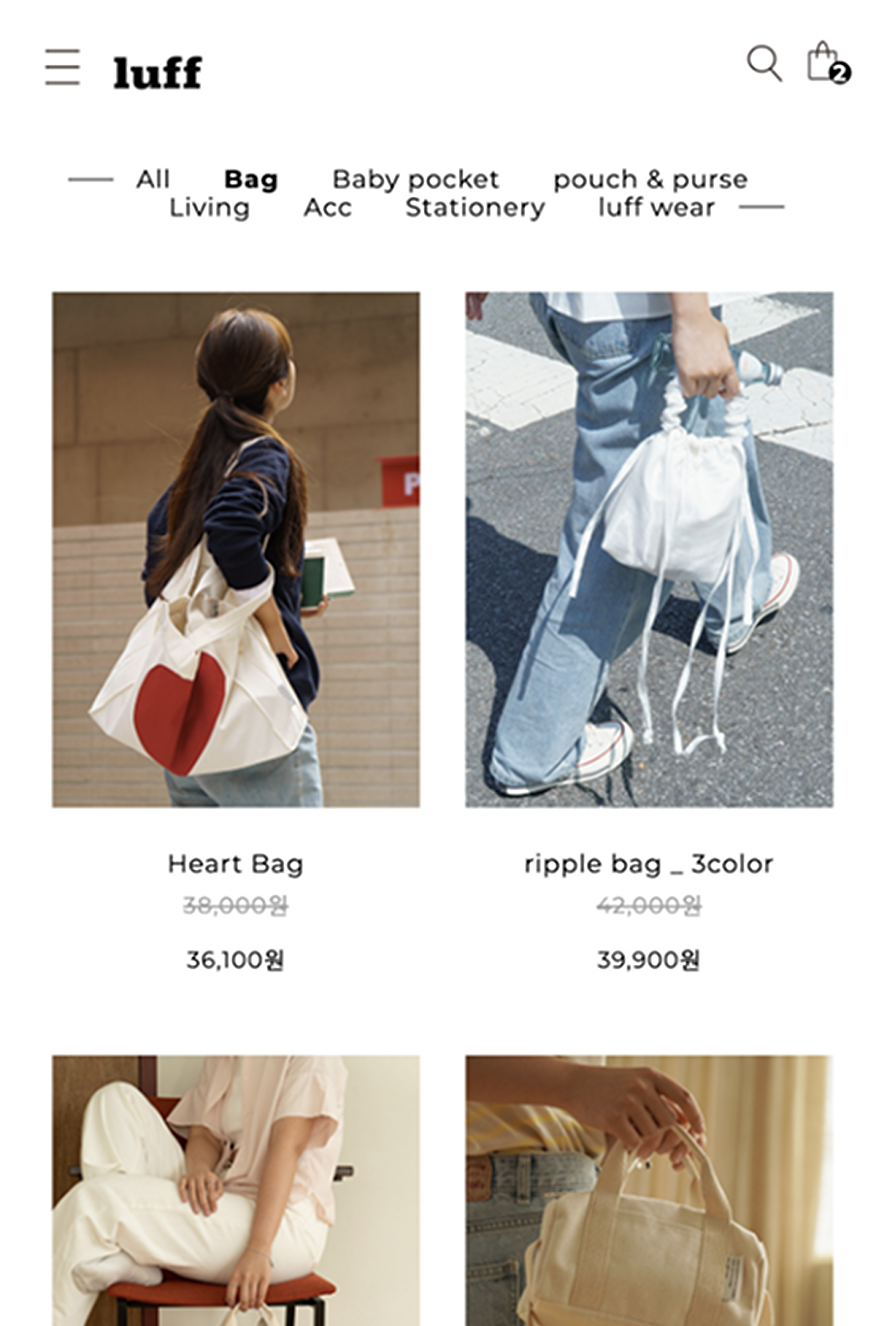 luff
2
All Bag Baby pocket pouch & purse
Living Acc Stationery luff wear
P
Heart Bag
38,000원
36,100원
ripple bag _ 3color
42,000원
39,900원